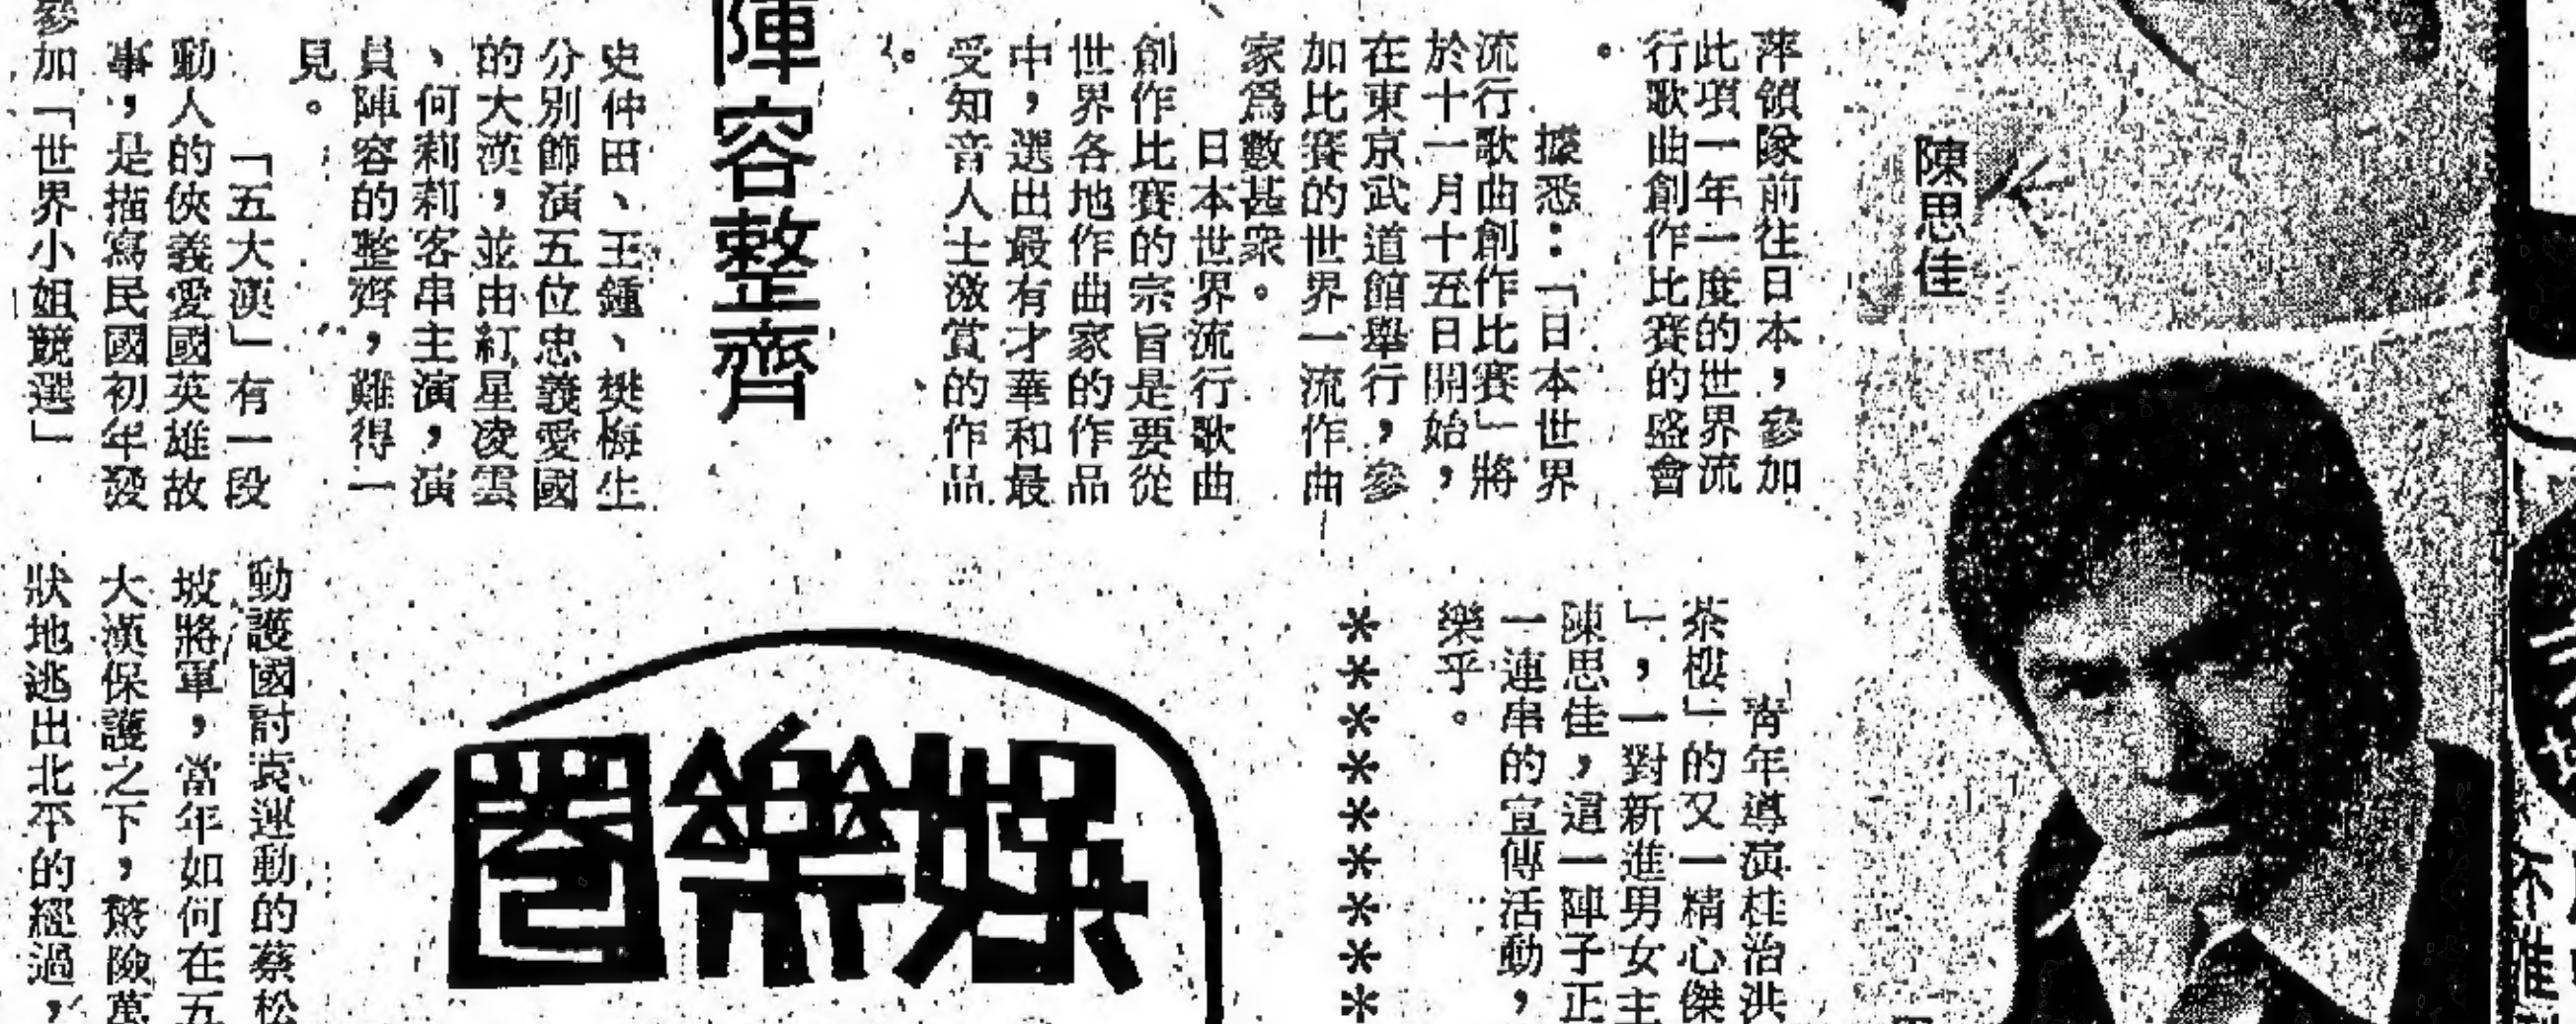 陳思佳
萍領隊前往日本，參加
此項一年一度的世界流
行歌曲創作比賽的盛會
。
據悉：「日本世界
流行歌曲創作比賽」將
於十一月十五日開始，
在東京武道館舉行，參
加比賽的世界一流作曲
家爲數甚衆。
日本世界流行歌曲
創作比賽的宗旨是要從
世界各地作曲家的作品
中，選出最有才華和最
受知音人士激賞的作品
。
陣容整齊
史仲田、王鍾、樊梅生
分別飾演五位忠義愛國
的大漢，並由紅星凌雲
、何莉莉客串主演，演
員陣容的整齊，難得一
見。
「五大漢」有一段
動人的俠義愛國英雄故
事，是描寫民國初年發
參加「世界小姐競選」
青年導演桂治洪
茶樓」的又一精心傑
」，一對新進男女主
陳思佳，這一陣子正
一連串的宣傳活動，
樂乎。
*********
娛樂圈
動護國討袁運動的蔡松
坡將軍，當年如何在五
大漢保護之下，驚險萬
狀地逃出北平的經過，